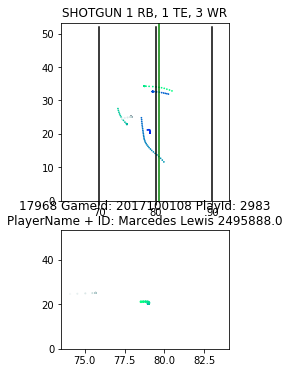 SHOTGUN 1 RB, 1 TE, 3 WR
50
40
30
20
10
0
70 80 90
17968 GameId: 2017100108 PlayId: 2983
PlayerName + ID: Marcedes Lewis 2495888.0
40
20
0
75.0 77.5 80.0 82.5